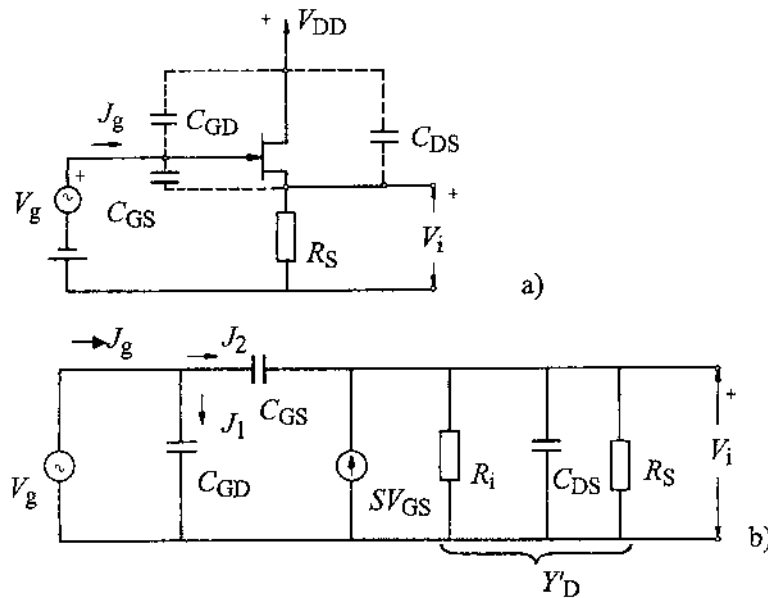 + V_DD
J_g
C_GD
C_DS
+
V_g
C_GS
R_S
+
V_i
a)
J_g
J_2
C_GS
J_1
V_g
C_GD
SV_GS
R_i
C_DS
R_S
+
V_i
b)
Y'_D